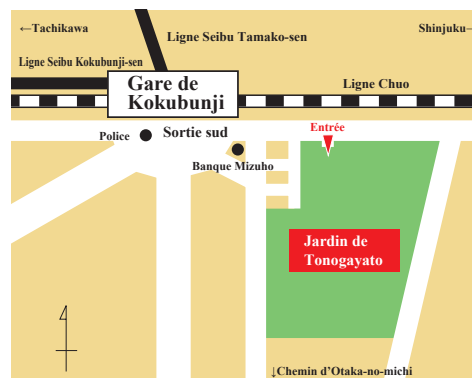 ←Tachikawa
Shinjuku
Ligne Seibu Tamako-sen
Ligne Seibu Kokubunji-sen
Gare de
Kokubunji
Ligne Chuo
Entrée
Police
Sortie sud
Banque Mizuho
Jardin de
Tonogayato
↓Chemin d'Otaka-no-michi